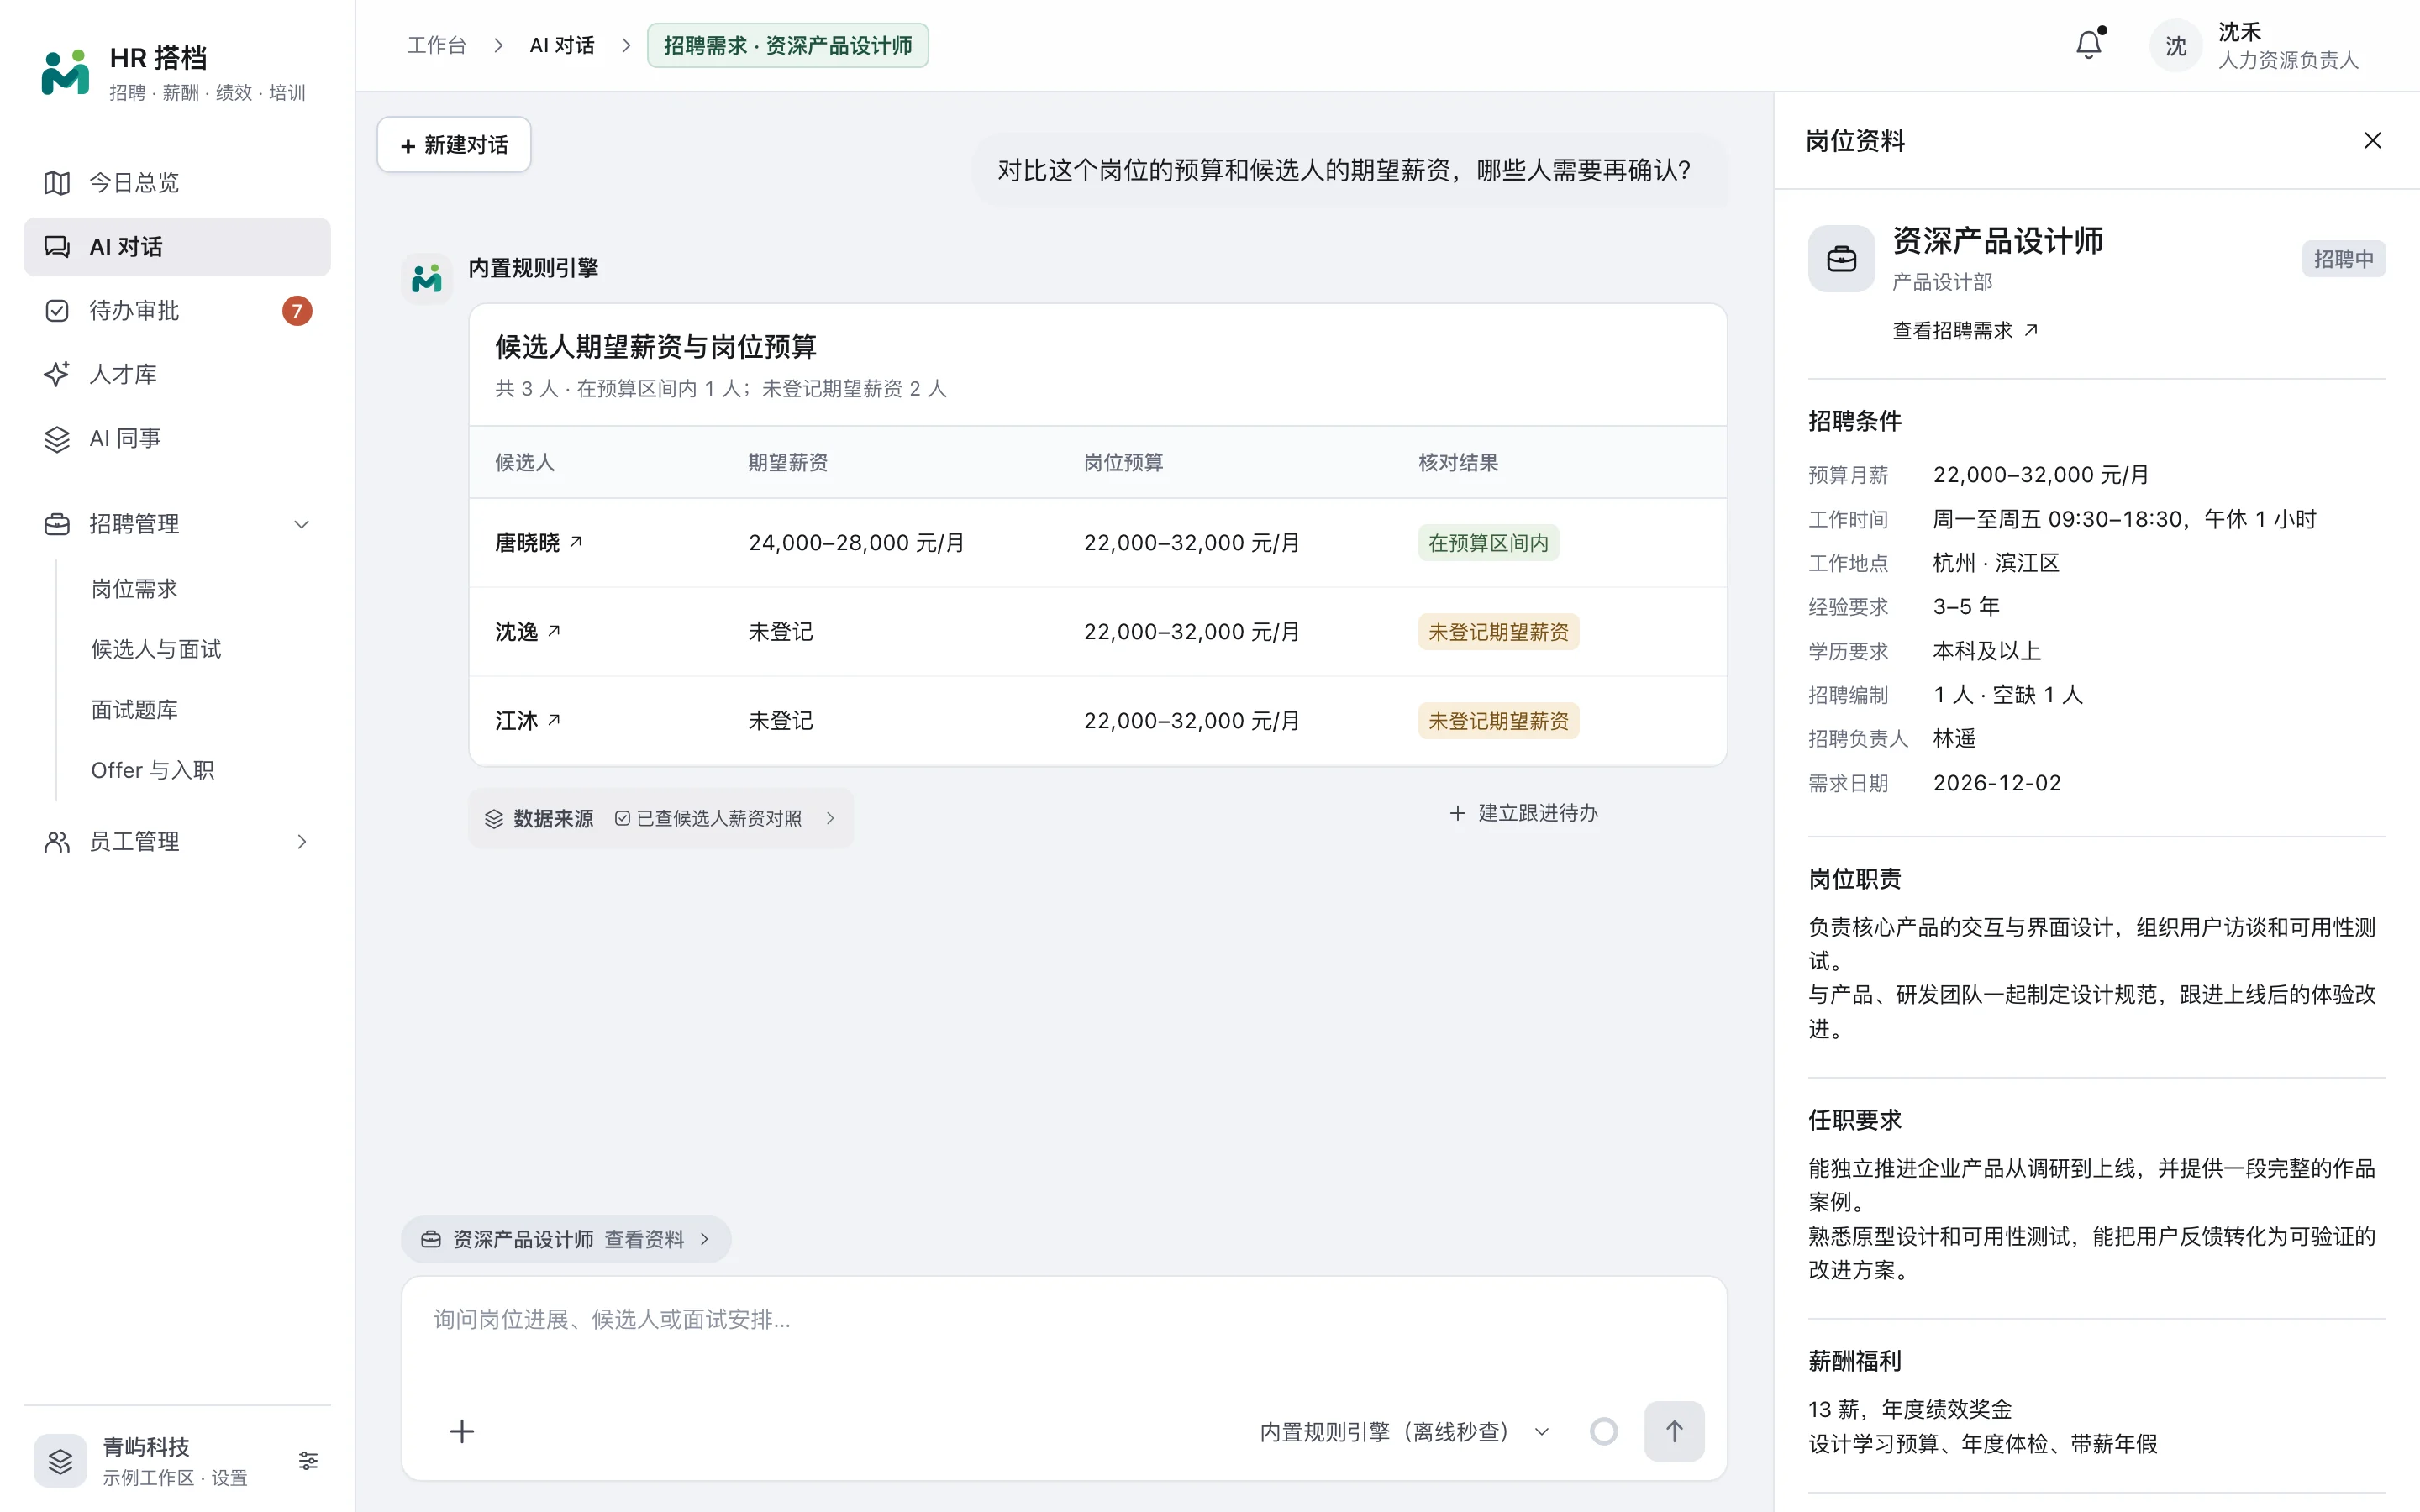 HR 搭档
招聘 · 薪酬 · 绩效 · 培训
今日总览
AI 对话
待办审批
7
人才库
AI 同事
招聘管理
岗位需求
候选人与面试
面试题库
Offer 与入职
员工管理
青屿科技
示例工作区 · 设置
工作台
AI 对话
招聘需求 · 资深产品设计师
沈
沈禾
人力资源负责人
+ 新建对话
对比这个岗位的预算和候选人的期望薪资，哪些人需要再确认？
内置规则引擎
候选人期望薪资与岗位预算
共 3 人 · 在预算区间内 1 人；未登记期望薪资 2 人
候选人 期望薪资 岗位预算 核对结果
唐晓晓 24,000–28,000 元/月 22,000–32,000 元/月 在预算区间内
沈逸 未登记 22,000–32,000 元/月 未登记期望薪资
江沐 未登记 22,000–32,000 元/月 未登记期望薪资
数据来源 已查候选人薪资对照
建立跟进待办
资深产品设计师 查看资料
询问岗位进展、候选人或面试安排...
内置规则引擎（离线秒查）
岗位资料
资深产品设计师
产品设计部
招聘中
查看招聘需求
招聘条件
预算月薪 22,000–32,000 元/月
工作时间 周一至周五 09:30–18:30，午休 1 小时
工作地点 杭州 · 滨江区
经验要求 3–5 年
学历要求 本科及以上
招聘编制 1 人 · 空缺 1 人
招聘负责人 林遥
需求日期 2026-12-02
岗位职责
负责核心产品的交互与界面设计，组织用户访谈和可用性测
试。
与产品、研发团队一起制定设计规范，跟进上线后的体验改
进。
任职要求
能独立推进企业产品从调研到上线，并提供一段完整的作品
案例。
熟悉原型设计和可用性测试，能把用户反馈转化为可验证的
改进方案。
薪酬福利
13 薪，年度绩效奖金
设计学习预算、年度体检、带薪年假